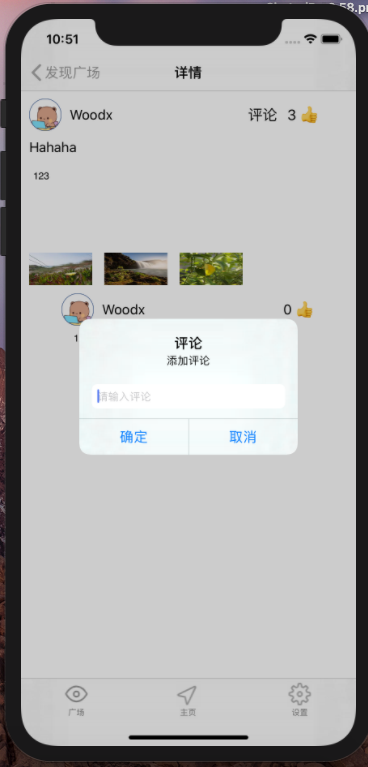 10:51
发现广场
详情
Woodx
评论 3
Hahaha
123
Woodx
0
1
评论
添加评论
请输入评论
确定
取消
广场
主页
设置